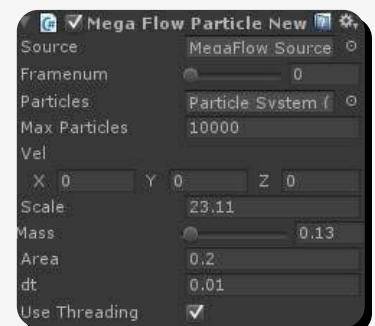 Mega Flow Particle New
Source MegaFlow Source
Framenum 0
Particles Particle System (
Max Particles 10000
Vel
X 0 Y 0 Z 0
Scale 23.11
Mass 0.13
Area 0.2
dt 0.01
Use Threading